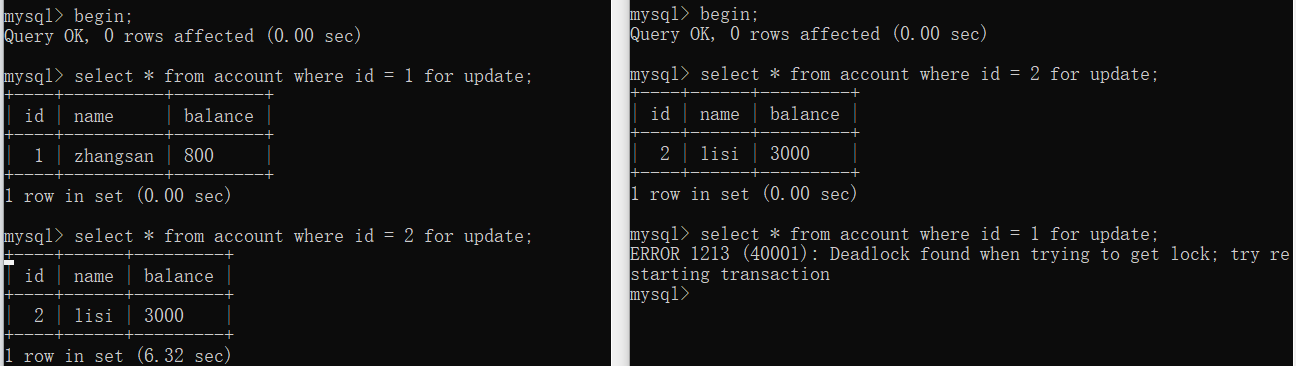 mysql> begin;
Query OK, 0 rows affected (0.00 sec)
mysql> select * from account where id = 1 for update;
+----+----------+---------+
| id | name     | balance |
+----+----------+---------+
|  1 | zhangsan | 800     |
+----+----------+---------+
1 row in set (0.00 sec)
mysql> select * from account where id = 2 for update;
+----+------+---------+
| id | name | balance |
+----+------+---------+
|  2 | lisi | 3000    |
+----+------+---------+
1 row in set (6.32 sec)
mysql> begin;
Query OK, 0 rows affected (0.00 sec)
mysql> select * from account where id = 2 for update;
+----+------+---------+
| id | name | balance |
+----+------+---------+
|  2 | lisi | 3000    |
+----+------+---------+
1 row in set (0.00 sec)
mysql> select * from account where id = 1 for update;
ERROR 1213 (40001): Deadlock found when trying to get lock; try re
starting transaction
mysql>